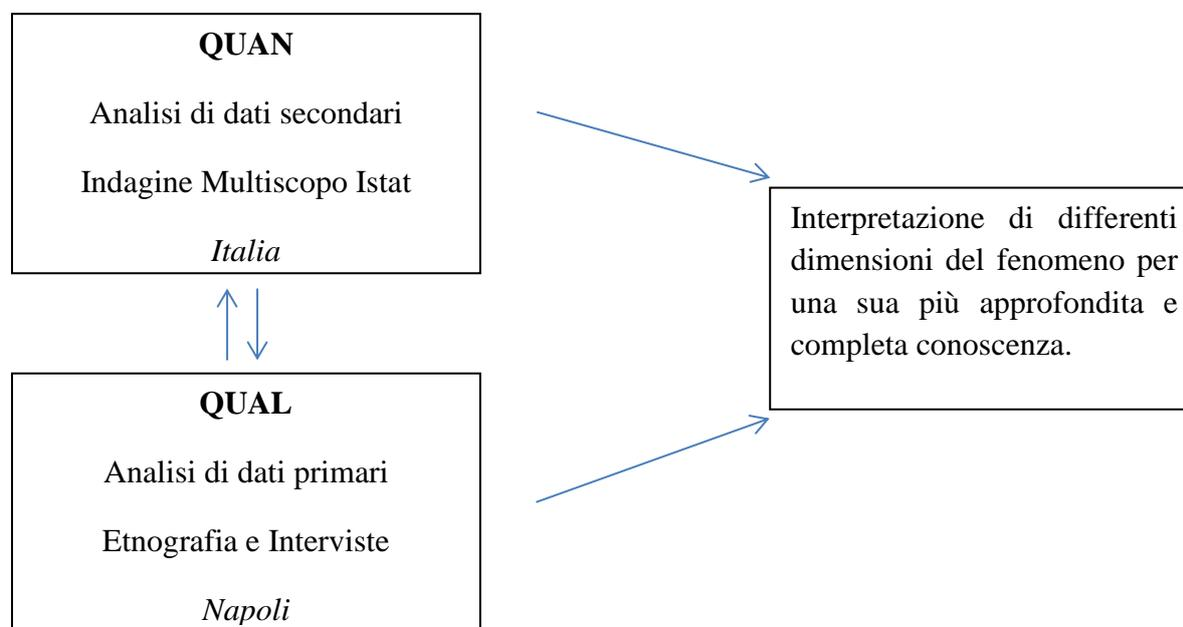 QUAN
Analisi di dati secondari
Indagine Multiscopo Istat
Italia
QUAL
Analisi di dati primari
Etnografia e Interviste
Napoli
Interpretazione di differenti
dimensioni del fenomeno per
una sua più approfondita e
completa conoscenza.